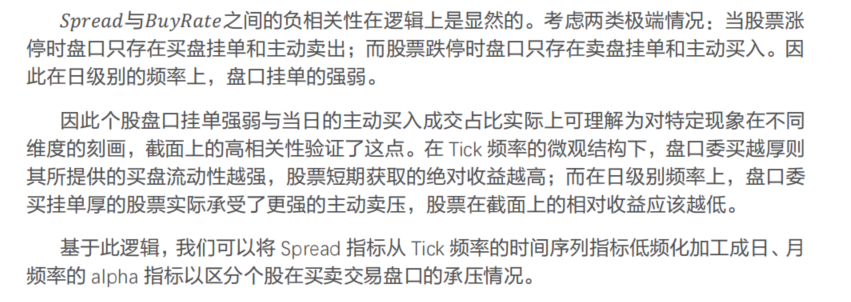 Spread与BuyRate之间的负相关性在逻辑上是显然的。考虑两类极端情况：当股票涨
停时盘口只存在买盘挂单和主动卖出；而股票跌停时盘口只存在卖盘挂单和主动买入。因
此在日级别的频率上，盘口挂单的强弱。
因此个股盘口挂单强弱与当日的主动买入成交占比实际上可理解为对特定现象在不同
维度的刻画，截面上的高相关性验证了这点。在 Tick 频率的微观结构下，盘口委买越厚则
其所提供的买盘流动性越强，股票短期获取的绝对收益越高；而在日级别频率上，盘口委
买挂单厚的股票实际承受了更强的主动卖压，股票在截面上的相对收益应该越低。
基于此逻辑，我们可以将 Spread 指标从 Tick 频率的时间序列指标低频化加工成日、月
频率的 alpha 指标以区分个股在买卖交易盘口的承压情况。